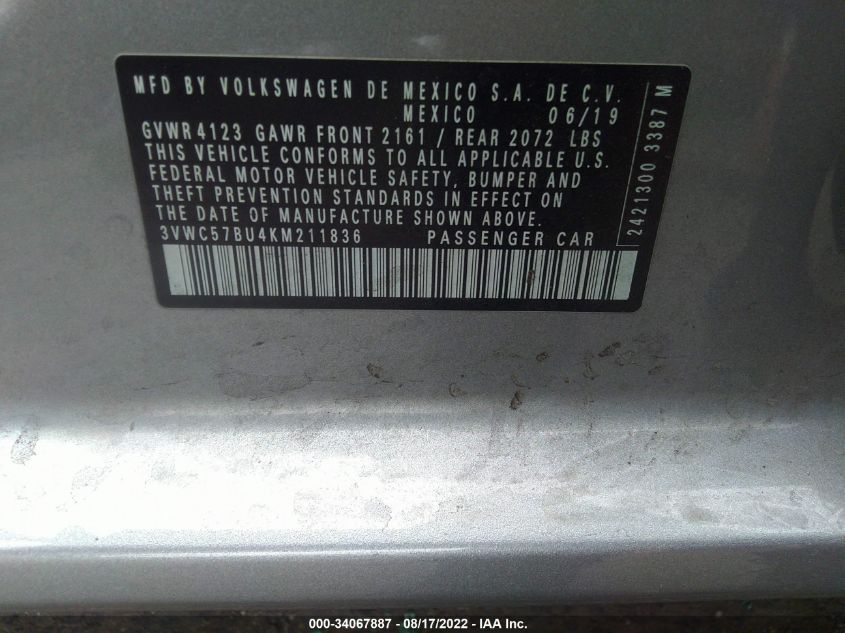 MFD BY VOLKSWAGEN DE MEXICO S.A. DE C.V.
MEXICO 06/19
GVWR 4123 GAWR FRONT 2161 / REAR 2072 LBS
THIS VEHICLE CONFORMS TO ALL APPLICABLE U.S.
FEDERAL MOTOR VEHICLE SAFETY, BUMPER AND
THEFT PREVENTION STANDARDS IN EFFECT ON
THE DATE OF MANUFACTURE SHOWN ABOVE.
3VWC57BU4KM211836 PASSENGER CAR
2421300 3387 M
000-34067887 - 08/17/2022 - IAA Inc.